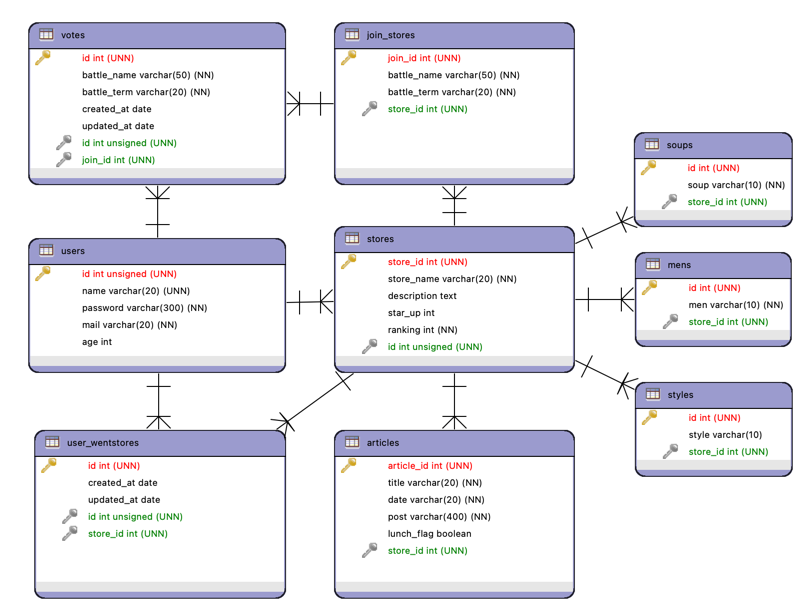 votes
id int (UNN)
battle_name varchar(50) (NN)
battle_term varchar(20) (NN)
created_at date
updated_at date
id int unsigned (UNN)
join_id int (UNN)
join_stores
join_id int (UNN)
battle_name varchar(50) (NN)
battle_term varchar(20) (NN)
store_id int (UNN)
soups
id int (UNN)
soup varchar(10) (NN)
store_id int (UNN)
users
id int unsigned (UNN)
name varchar(20) (UNN)
password varchar(300) (NN)
mail varchar(20) (NN)
age int
stores
store_id int (UNN)
store_name varchar(20) (NN)
description text
star_up int
ranking int (NN)
id int unsigned (UNN)
mens
id int (UNN)
men varchar(10) (NN)
store_id int (UNN)
styles
id int (UNN)
style varchar(10)
store_id int (UNN)
user_wentstores
id int (UNN)
created_at date
updated_at date
id int unsigned (UNN)
store_id int (UNN)
articles
article_id int (UNN)
title varchar(20) (NN)
date varchar(20) (NN)
post varchar(400) (NN)
lunch_flag boolean
store_id int (UNN)